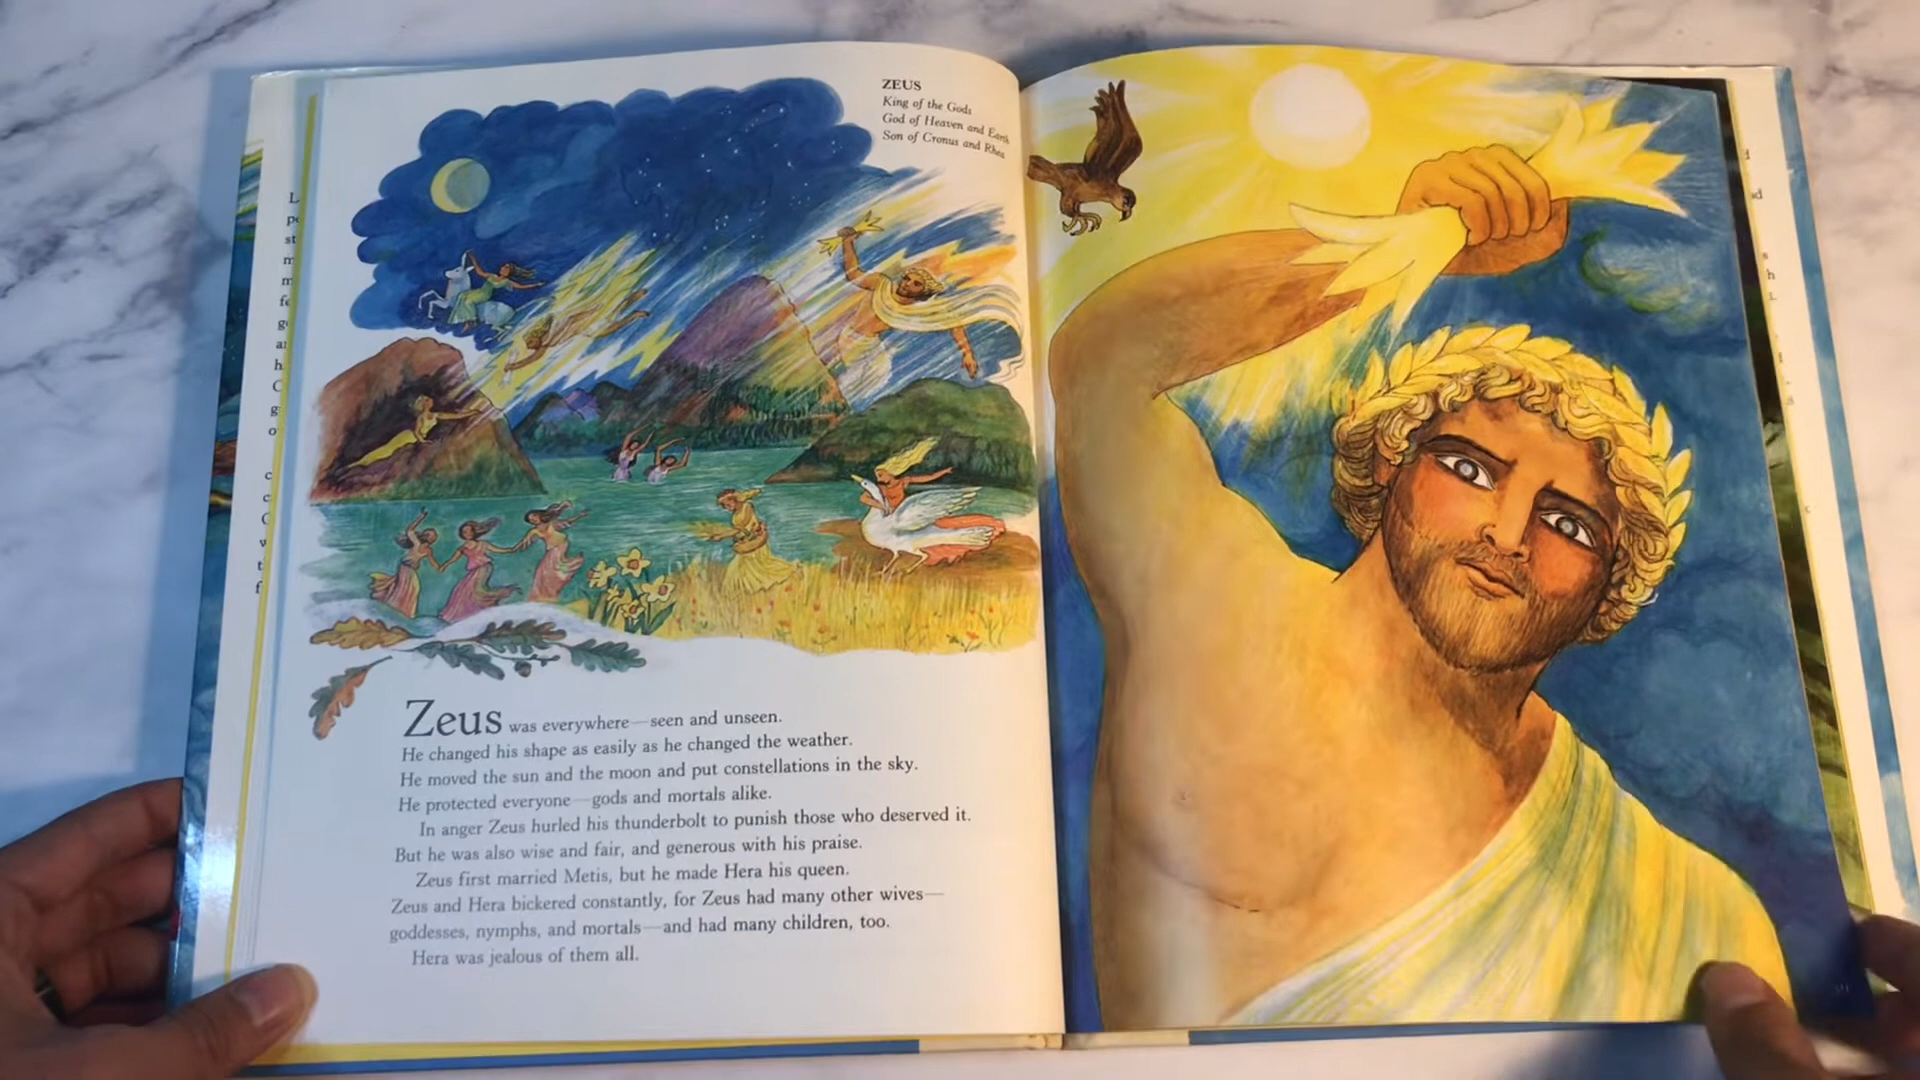 ZEUS
King of the Gods
God of Heaven and Earth
Son of Cronus and Rhea
Zeus was everywhere—seen and unseen.
He changed his shape as easily as he changed the weather.
He moved the sun and the moon and put constellations in the sky.
He protected everyone—gods and mortals alike.
In anger Zeus hurled his thunderbolt to punish those who deserved it.
But he was also wise and fair, and generous with his praise.
Zeus first married Metis, but he made Hera his queen.
Zeus and Hera bickered constantly, for Zeus had many other wives—
goddesses, nymphs, and mortals—and had many children, too.
Hera was jealous of them all.